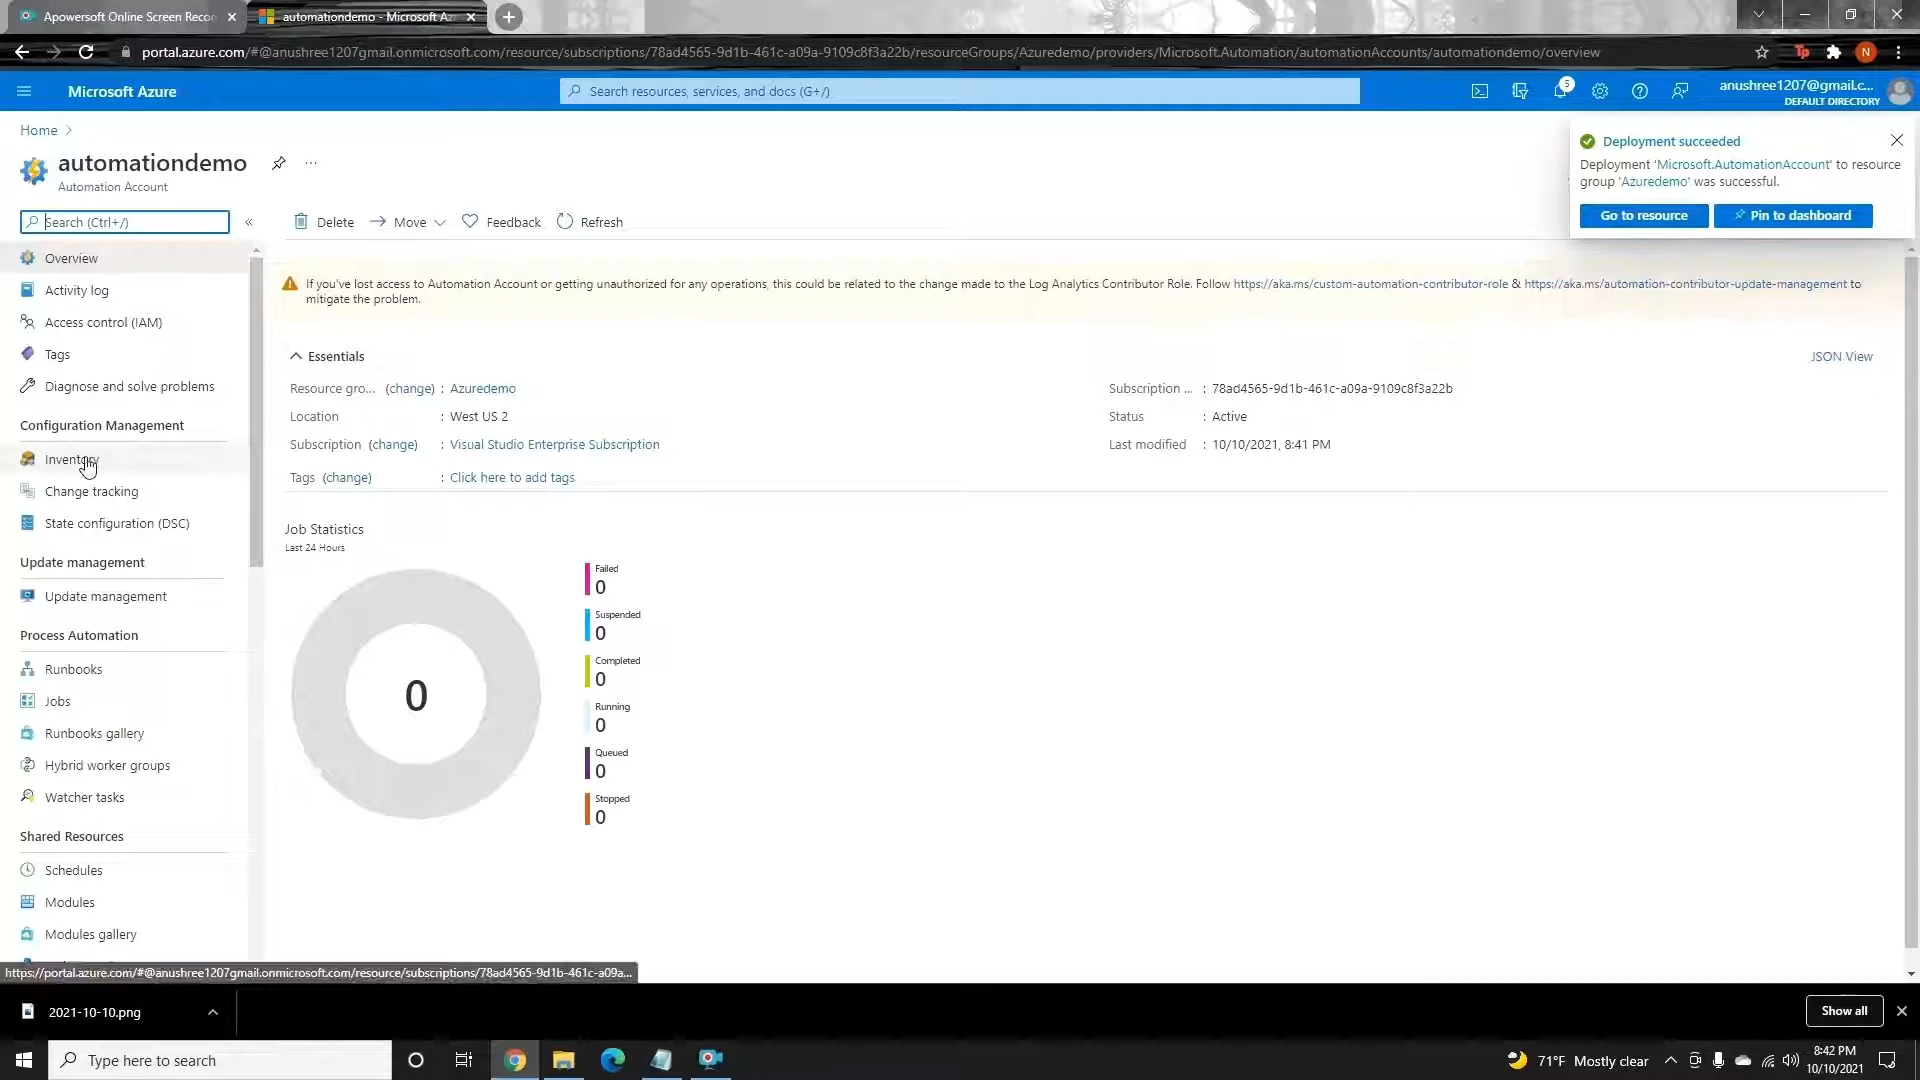 Apowersoft Online Screen Reco
automationdemo - Microsoft Az
portal.azure.com/#@anushree1207gmail.onmicrosoft.com/resource/subscriptions/78ad4565-9d1b-461c-a09a-9109c8f3a22b/resourceGroups/Azuredemo/providers/Microsoft.Automation/automationAccounts/automationdemo/overview
Tp
N
Microsoft Azure
Search resources, services, and docs (G+/)
5
anushree1207@gmail.c...
DEFAULT DIRECTORY
Home
automationdemo
...
Automation Account
Deployment succeeded
Deployment 'Microsoft.AutomationAccount' to resource
group 'Azuredemo' was successful.
Go to resource
Pin to dashboard
Search (Ctrl+/)
«
Delete
Move
Feedback
Refresh
Overview
Activity log
Access control (IAM)
Tags
Diagnose and solve problems
Configuration Management
Inventory
Change tracking
State configuration (DSC)
Update management
Update management
Process Automation
Runbooks
Jobs
Runbooks gallery
Hybrid worker groups
Watcher tasks
Shared Resources
Schedules
Modules
Modules gallery
If you've lost access to Automation Account or getting unauthorized for any operations, this could be related to the change made to the Log Analytics Contributor Role. Follow https://aka.ms/custom-automation-contributor-role & https://aka.ms/automation-contributor-update-management to
mitigate the problem.
Essentials
JSON View
Resource gro... (change) : Azuredemo
Location : West US 2
Subscription (change) : Visual Studio Enterprise Subscription
Tags (change) : Click here to add tags
Subscription ... : 78ad4565-9d1b-461c-a09a-9109c8f3a22b
Status : Active
Last modified : 10/10/2021, 8:41 PM
Job Statistics
Last 24 Hours
0
Failed
0
Suspended
0
Completed
0
Running
0
Queued
0
Stopped
0
https://portal.azure.com/#@anushree1207gmail.onmicrosoft.com/resource/subscriptions/78ad4565-9d1b-461c-a09a...
2021-10-10.png
Show all
Type here to search
71°F Mostly clear
8:42 PM
10/10/2021